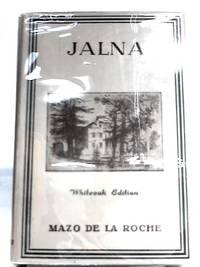 JALNA
Whiteoak Edition
MAZO DE LA ROCHE